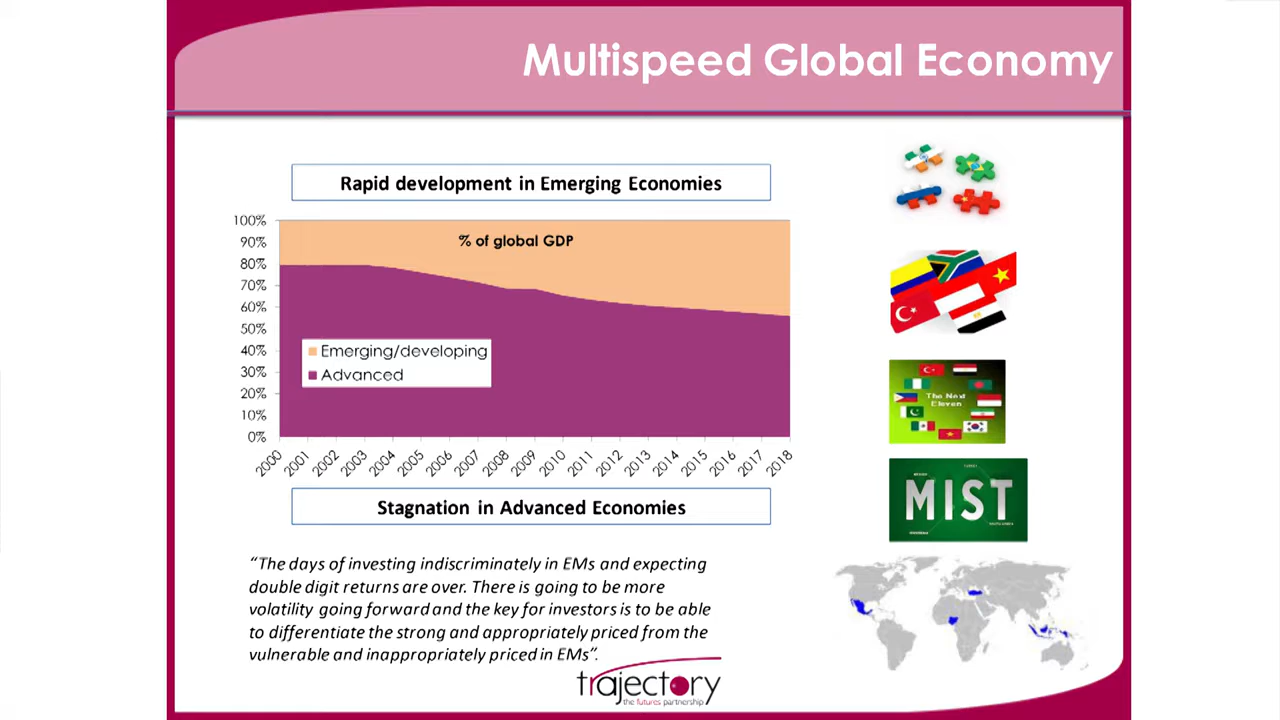 Multispeed Global Economy
Rapid development in Emerging Economies
100%
90%
80%
70%
60%
50%
40%
30%
20%
10%
0%
% of global GDP
Emerging/developing
Advanced
2000 2001 2002 2003 2004 2005 2006 2007 2008 2009 2010 2011 2012 2013 2014 2015 2016 2017 2018
Stagnation in Advanced Economies
“The days of investing indiscriminately in EMs and expecting
double digit returns are over. There is going to be more
volatility going forward and the key for investors is to be able
to differentiate the strong and appropriately priced from the
vulnerable and inappropriately priced in EMs”.
The Next
Eleven
MIST
trajectory
the futures partnership